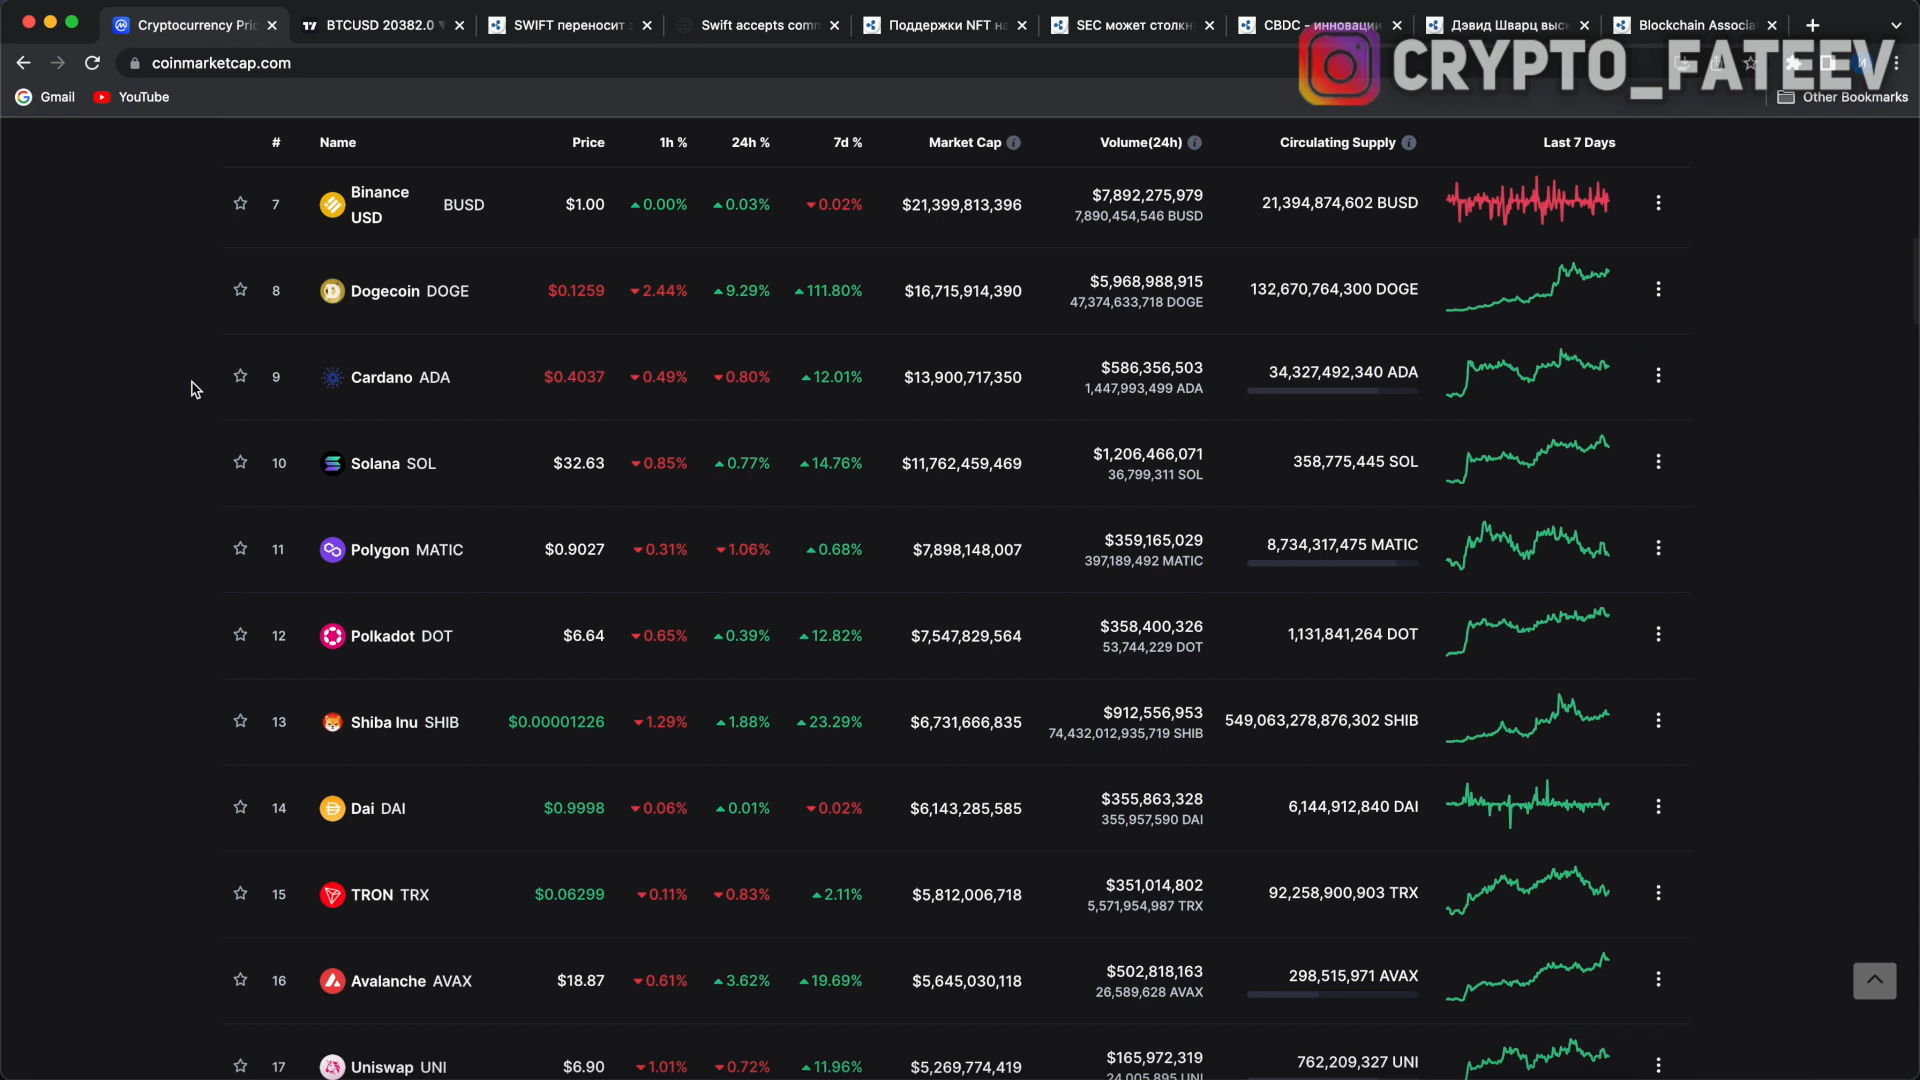 Cryptocurrency Pric
BTCUSD 20382.0
SWIFT переносит
Swift accepts com
Поддержки NFT на
SEC может столкн
CBDC - инновации
Дэвид Шварц выск
Blockchain Associat
coinmarketcap.com
CRYPTO_FATEEV
Gmail
YouTube
Other Bookmarks
# Name Price 1h % 24h % 7d % Market Cap Volume(24h) Circulating Supply Last 7 Days
7 Binance USD BUSD $1.00 0.00% 0.03% 0.02% $21,399,813,396 $7,892,275,979 21,394,874,602 BUSD
7,890,454,546 BUSD
8 Dogecoin DOGE $0.1259 2.44% 9.29% 111.80% $16,715,914,390 $5,968,988,915 132,670,764,300 DOGE
47,374,633,718 DOGE
9 Cardano ADA $0.4037 0.49% 0.80% 12.01% $13,900,717,350 $586,356,503 34,327,492,340 ADA
1,447,993,499 ADA
10 Solana SOL $32.63 0.85% 0.77% 14.76% $11,762,459,469 $1,206,466,071 358,775,445 SOL
36,799,311 SOL
11 Polygon MATIC $0.9027 0.31% 1.06% 0.68% $7,898,148,007 $359,165,029 8,734,317,475 MATIC
397,189,492 MATIC
12 Polkadot DOT $6.64 0.65% 0.39% 12.82% $7,547,829,564 $358,400,326 1,131,841,264 DOT
53,744,229 DOT
13 Shiba Inu SHIB $0.00001226 1.29% 1.88% 23.29% $6,731,666,835 $912,556,953 549,063,278,876,302 SHIB
74,432,012,935,719 SHIB
14 Dai DAI $0.9998 0.06% 0.01% 0.02% $6,143,285,585 $355,863,328 6,144,912,840 DAI
355,957,590 DAI
15 TRON TRX $0.06299 0.11% 0.83% 2.11% $5,812,006,718 $351,014,802 92,258,900,903 TRX
5,571,954,987 TRX
16 Avalanche AVAX $18.87 0.61% 3.62% 19.69% $5,645,030,118 $502,818,163 298,515,971 AVAX
26,589,628 AVAX
17 Uniswap UNI $6.90 1.01% 0.72% 11.96% $5,269,774,419 $165,972,319 762,209,327 UNI
24,005,895 UNI